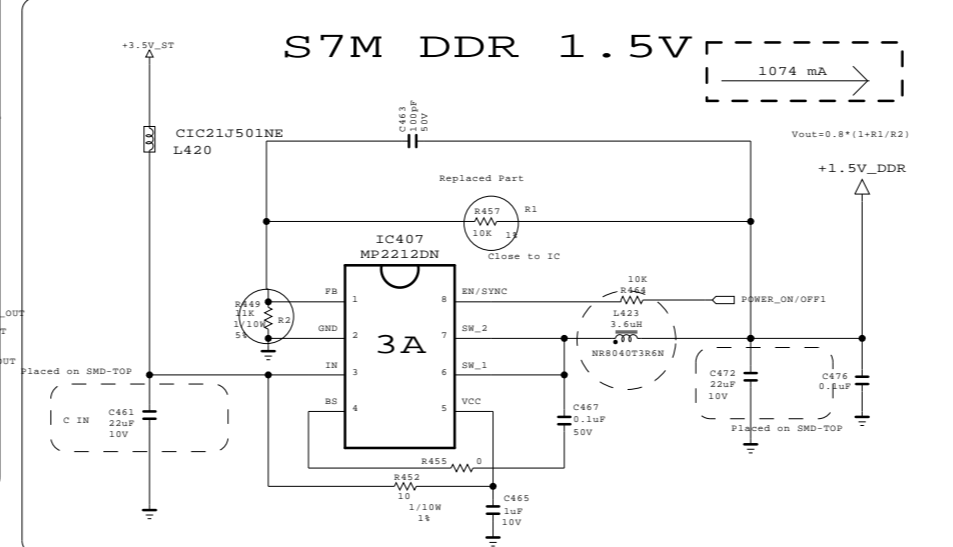 S7M DDR 1.5V
1074 mA
+3.5V_ST
C463
100pF
50V
CIC21J501NE
L420
Vout=0.8*(1+R1/R2)
+1.5V_DDR
Replaced Part
R457
R1
10K
1%
Close to IC
IC407
MP2212DN
10K
R464
FB
1
8
EN/SYNC
POWER_ON/OFF1
R449
11K
R2
1/10W
5%
L423
3.6uH
_OUT
GND
2
3A
7
SW_2
NR8040T3R6N
OUT
Placed on SMD-TOP
IN
3
6
SW_1
C472
22uF
10V
C476
0.1uF
BS
4
5
VCC
C IN
C461
22uF
10V
C467
0.1uF
50V
Placed on SMD-TOP
R455
0
R452
10
1/10W
1%
C465
1uF
10V